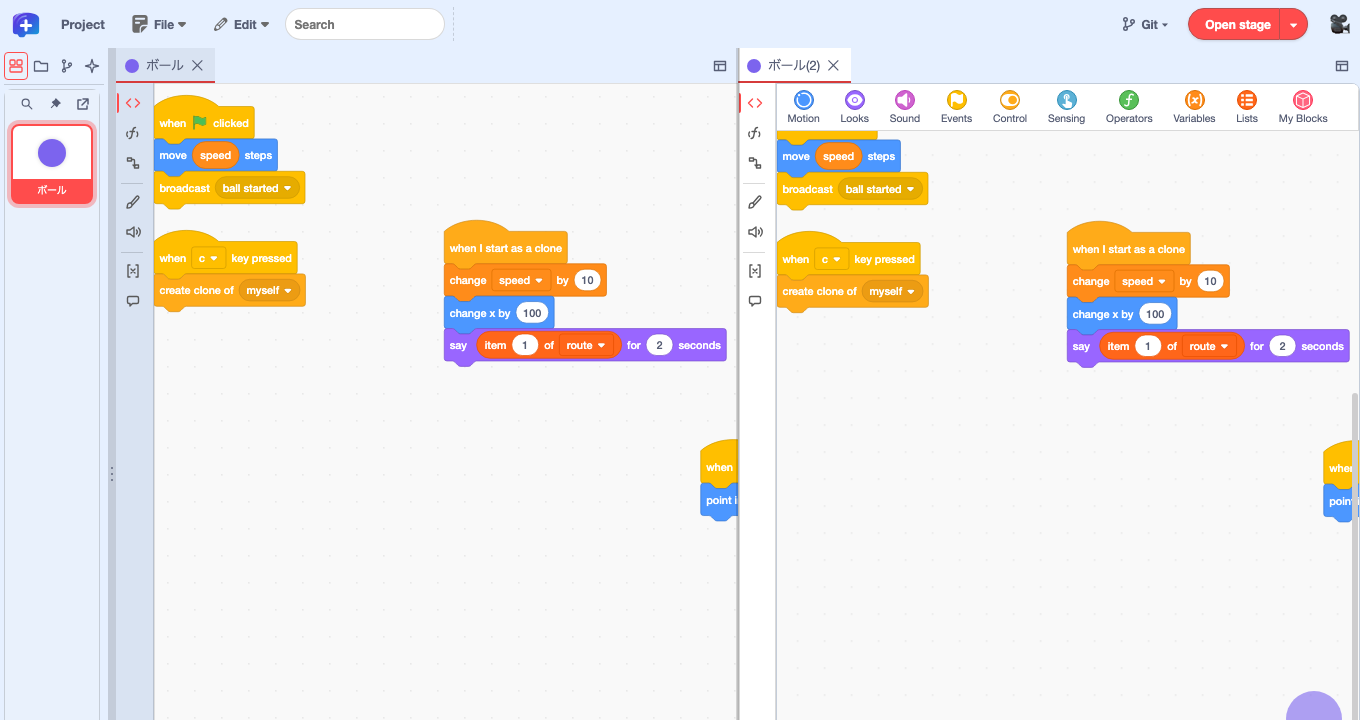 Project
File
Edit
Search
Git
Open stage
ボール
ボール
when clicked
move speed steps
broadcast ball started
when c key pressed
create clone of myself
when I start as a clone
change speed by 10
change x by 100
say item 1 of route for 2 seconds
when
point
ボール(2)
Motion
Looks
Sound
Events
Control
Sensing
Operators
Variables
Lists
My Blocks
move speed steps
broadcast ball started
when c key pressed
create clone of myself
when I start as a clone
change speed by 10
change x by 100
say item 1 of route for 2 seconds
when
point